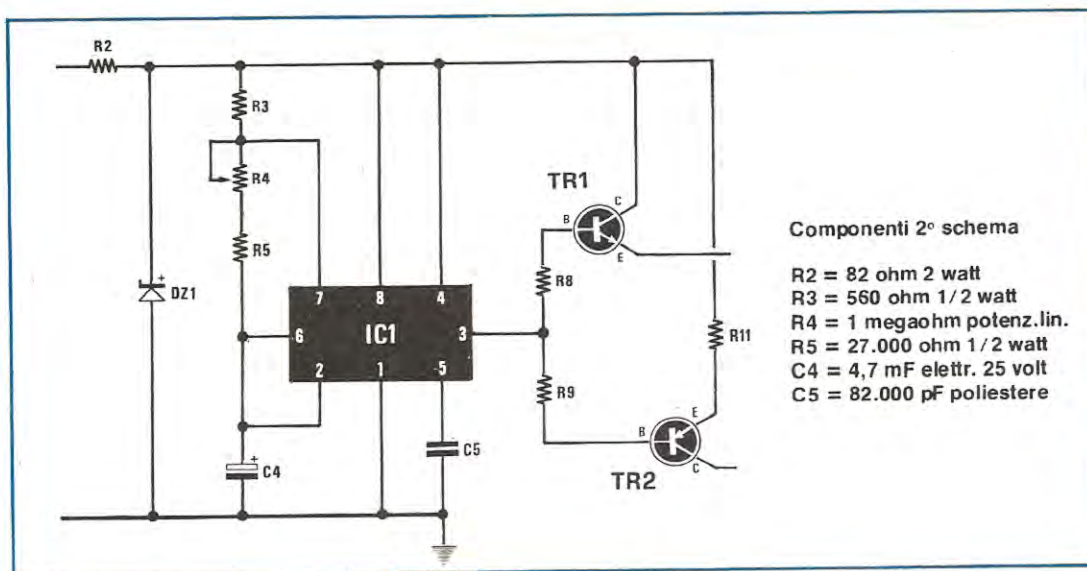 R2
R3
R4
R5
DZ1
+
7
8
4
6
IC1
3
2
1
5
C4
+
C5
R8
R9
TR1
B
C
E
R11
TR2
B
E
C
Componenti 2º schema
R2 = 82 ohm 2 watt
R3 = 560 ohm 1/2 watt
R4 = 1 megaohm potenz.lin.
R5 = 27.000 ohm 1/2 watt
C4 = 4,7 mF elettr. 25 volt
C5 = 82.000 pF poliestere